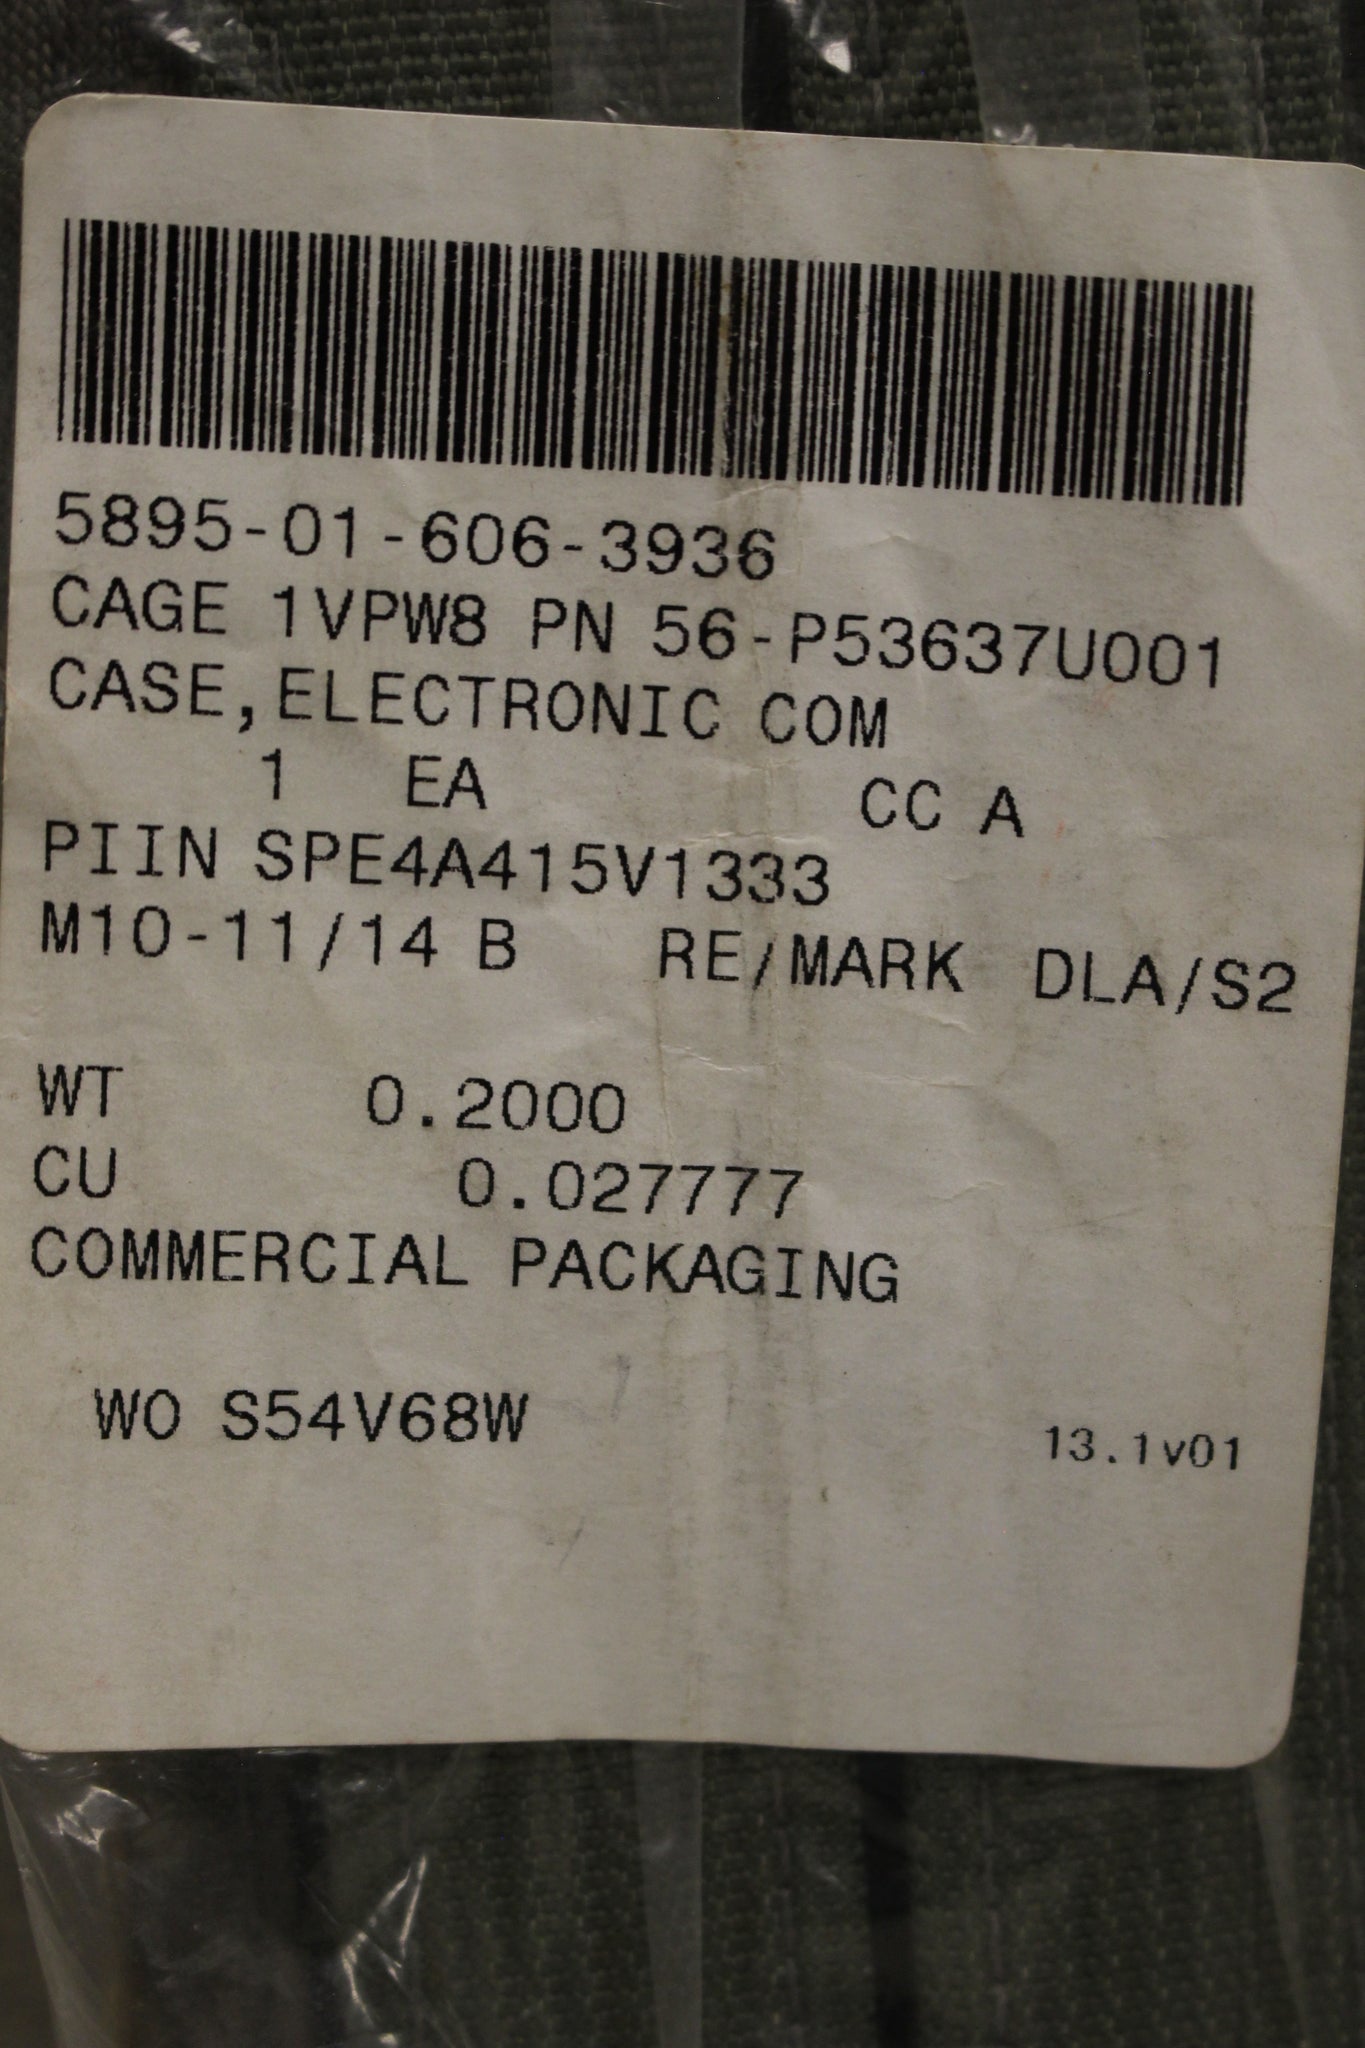 5895-01-606-3936
CAGE 1VPW8 PN 56-P53637U001
CASE,ELECTRONIC COM
1 EA CC A
PIIN SPE4A415V1333
M10-11/14 B RE/MARK DLA/S2
WT 0.2000
CU 0.027777
COMMERCIAL PACKAGING
WO S54V68W
13.1v01